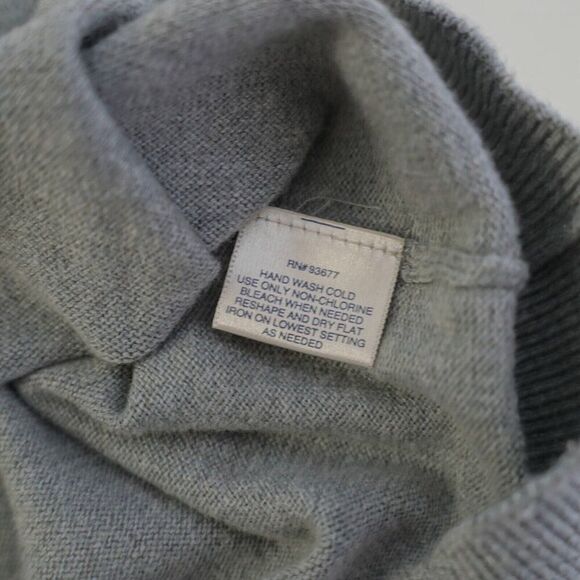 RN# 93677
HAND WASH COLD
USE ONLY NON-CHLORINE
BLEACH WHEN NEEDED
RESHAPE AND DRY FLAT
IRON ON LOWEST SETTING
AS NEEDED